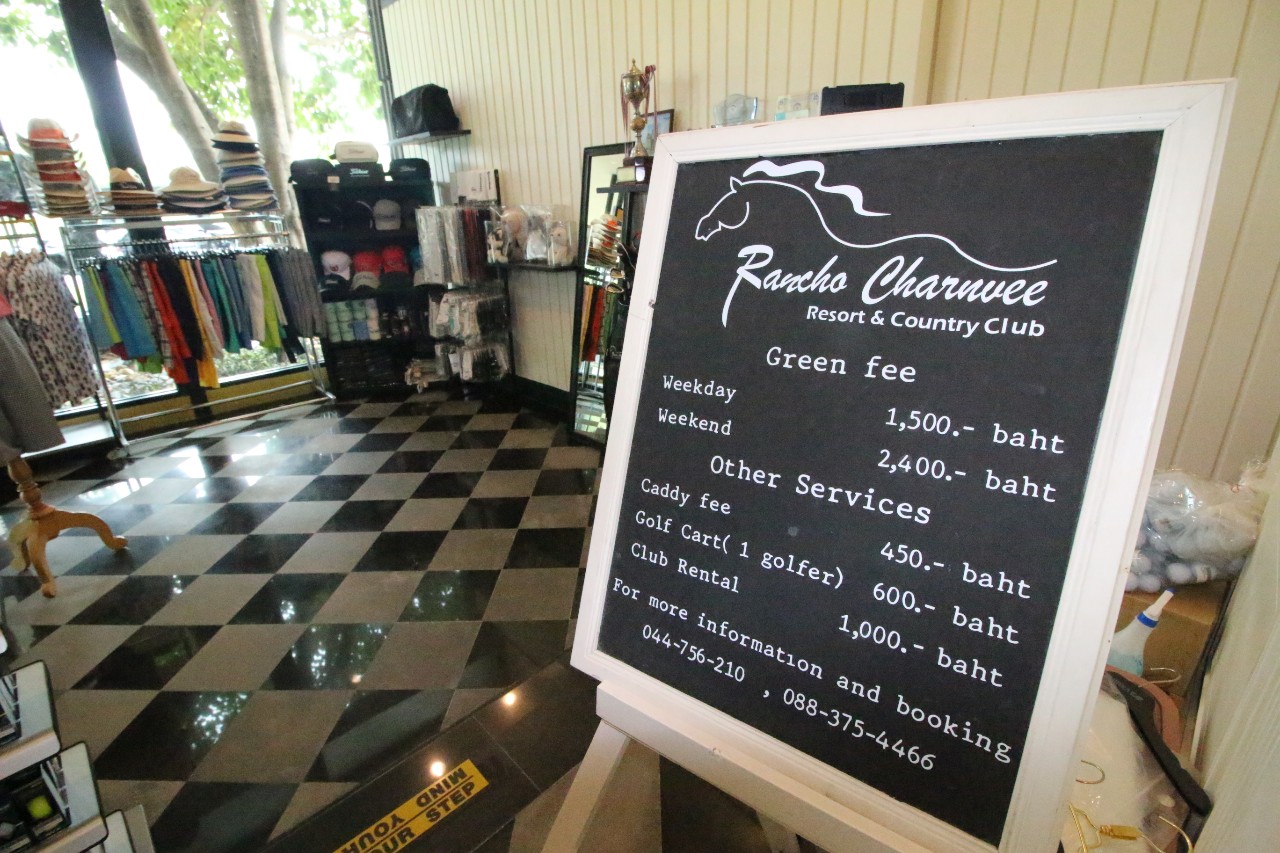 Rancho Charnvee
Resort & Country Club
Green fee
Weekday 1,500.- baht
Weekend 2,400.- baht
Other Services
Caddy fee 450.- baht
Golf Cart( 1 golfer) 600.- baht
Club Rental 1,000.- baht
For more information and booking
044-756-210 , 088-375-4466
MIND YOUR
OUR STEP
Titleist